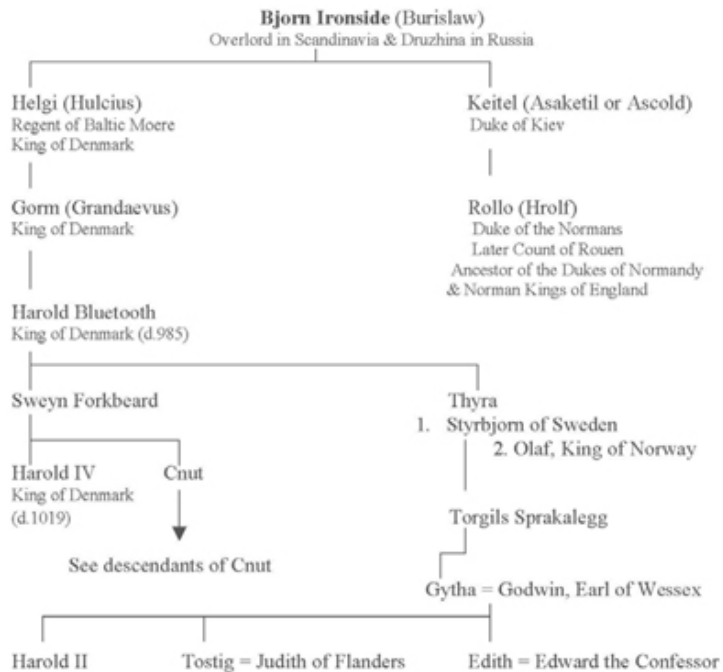 Bjorn Ironside (Burislaw)
Overlord in Scandinavia & Druzhina in Russia
Helgi (Hulcius)
Regent of Baltic Moere
King of Denmark
Keitel (Asaketil or Ascold)
Duke of Kiev
Gorm (Grandaevus)
King of Denmark
Rollo (Hrolf)
Duke of the Normans
Later Count of Rouen
Ancestor of the Dukes of Normandy
& Norman Kings of England
Harold Bluetooth
King of Denmark (d.985)
Sweyn Forkbeard
Thyra
1. Styrbjorn of Sweden
2. Olaf, King of Norway
Harold IV
King of Denmark
(d.1019)
Cnut
See descendants of Cnut
Torgils Sprakalegg
Gytha = Godwin, Earl of Wessex
Harold II
Tostig = Judith of Flanders
Edith = Edward the Confessor